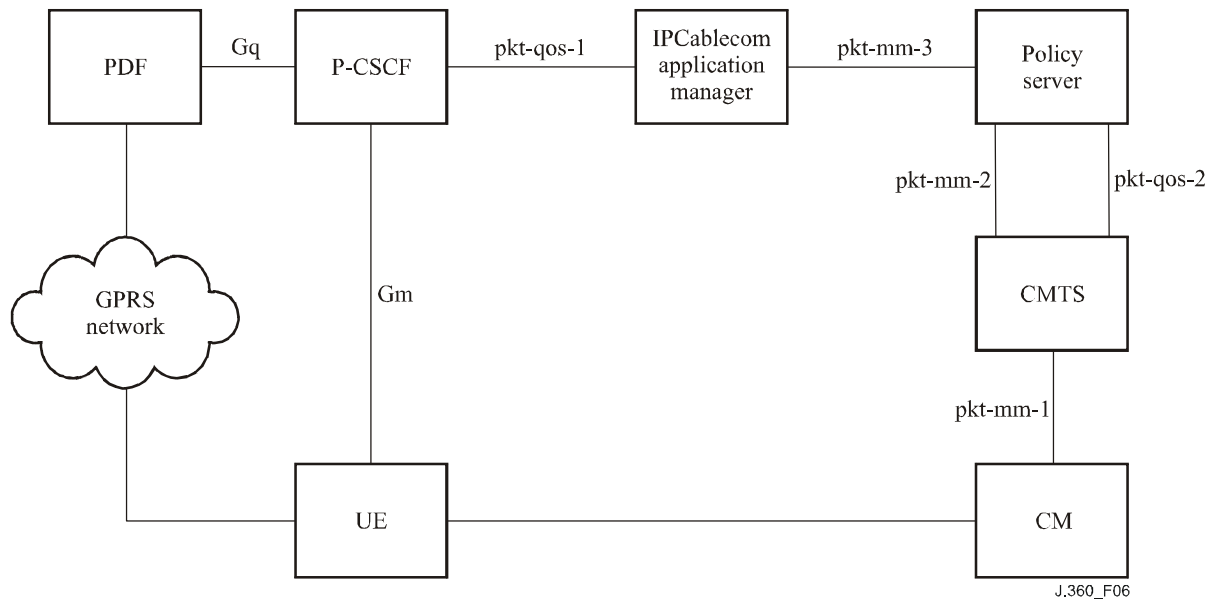 PDF
Gq
P-CSCF
pkt-qos-1
IPCablecom
application
manager
pkt-mm-3
Policy
server
pkt-mm-2
pkt-qos-2
GPRS
network
Gm
CMTS
pkt-mm-1
UE
CM
J.360_F06